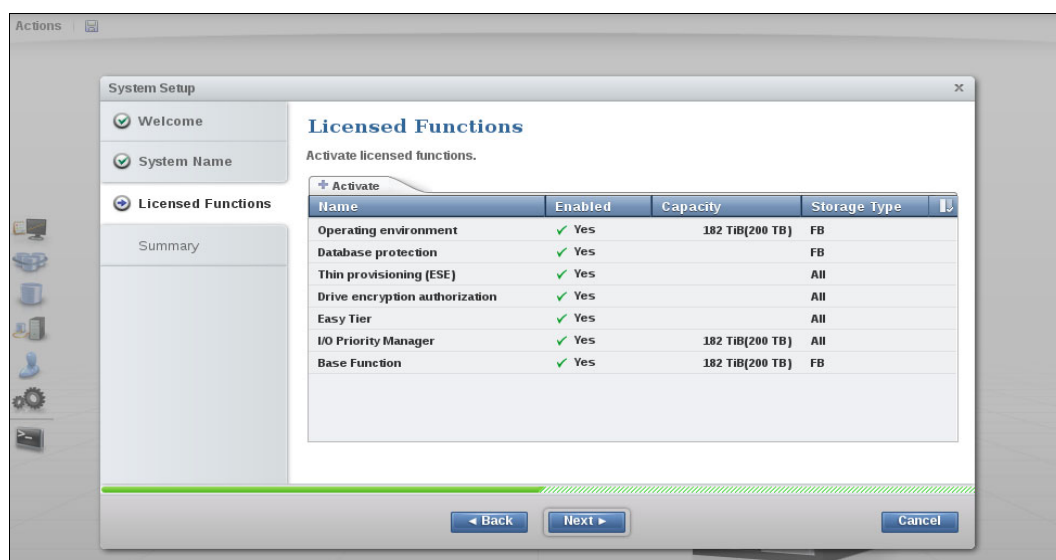 Actions
System Setup
Welcome
System Name
Licensed Functions
Summary
Licensed Functions
Activate licensed functions.
Activate
Name Enabled Capacity Storage Type
Operating environment Yes 182 TiB(200 TB) FB
Database protection Yes FB
Thin provisioning (ESE) Yes All
Drive encryption authorization Yes All
Easy Tier Yes All
I/O Priority Manager Yes 182 TiB(200 TB) All
Base Function Yes 182 TiB(200 TB) FB
Back Next Cancel